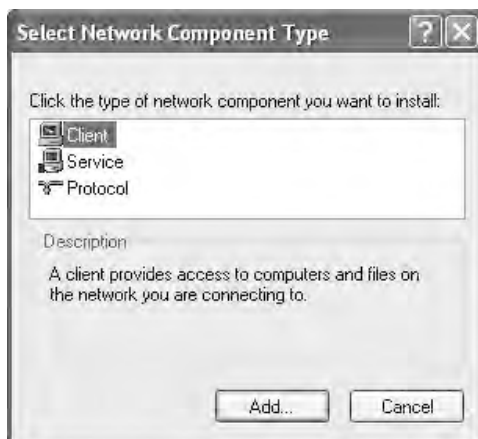 Select Network Component Type
Click the type of network component you want to install:
Client
Service
Protocol
Description
A client provides access to computers and files on
the network you are connecting to.
Add... Cancel